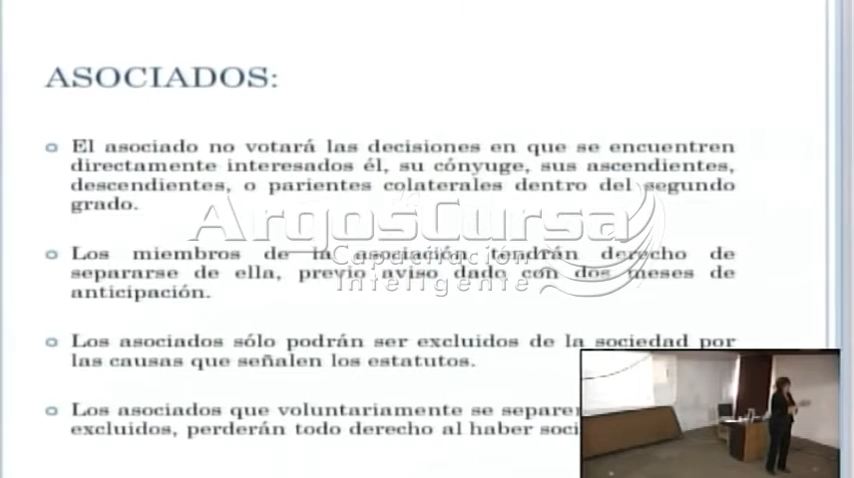 ASOCIADOS:
El asociado no votará las decisiones en que se encuentren
directamente interesados él, su cónyuge, sus ascendientes,
descendientes, o parientes colaterales dentro del segundo
grado.
Los miembros de la asociación tendrán derecho de
separarse de ella, previo aviso dado con dos meses de
anticipación.
Los asociados sólo podrán ser excluidos de la sociedad por
las causas que señalen los estatutos.
Los asociados que voluntariamente se separen
excluidos, perderán todo derecho al haber soci
ArgosCursa
Capacitación
Inteligente